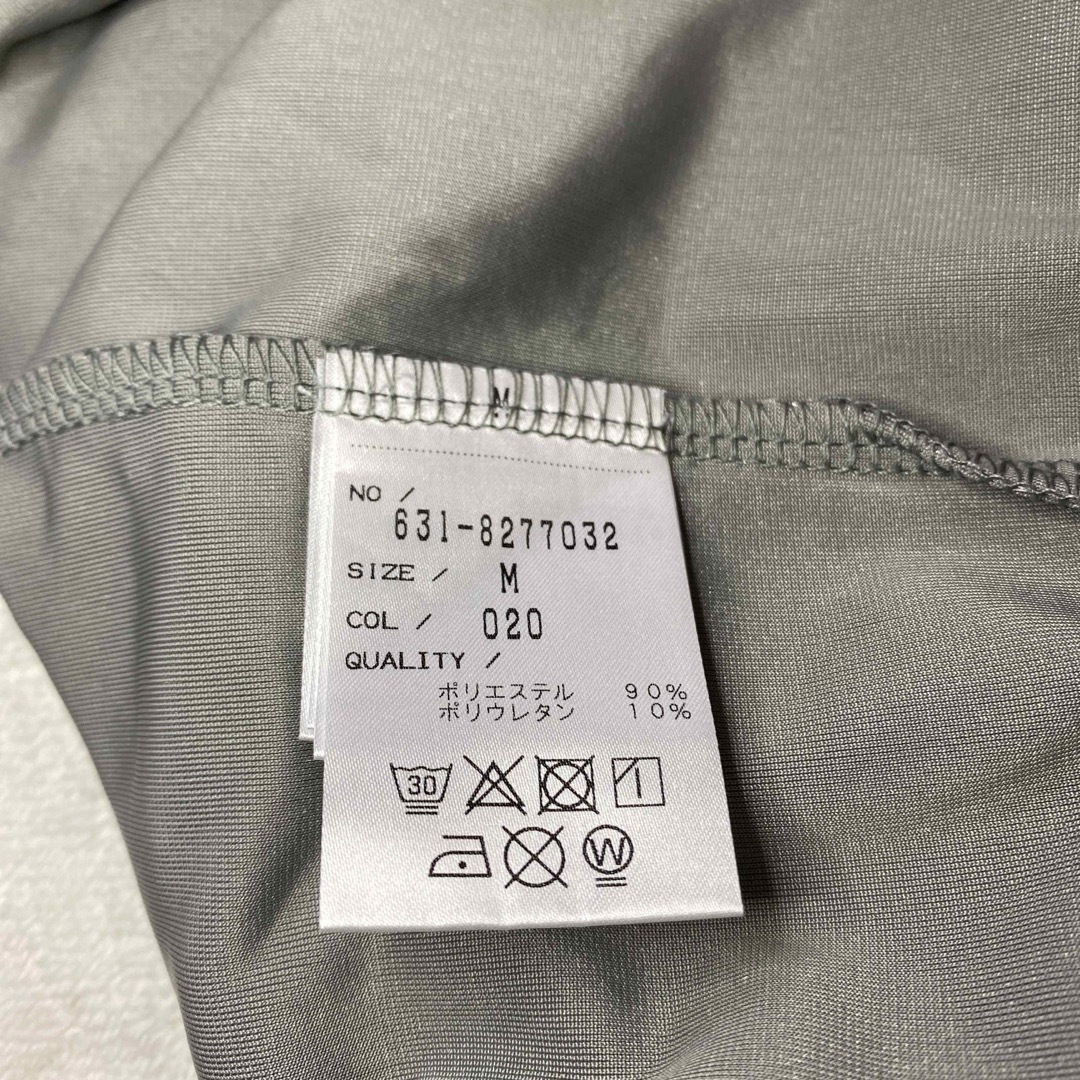 M
NO /
631-8277032
SIZE / M
COL / 020
QUALITY /
ポリエステル ９０％
ポリウレタン １０％
30
W